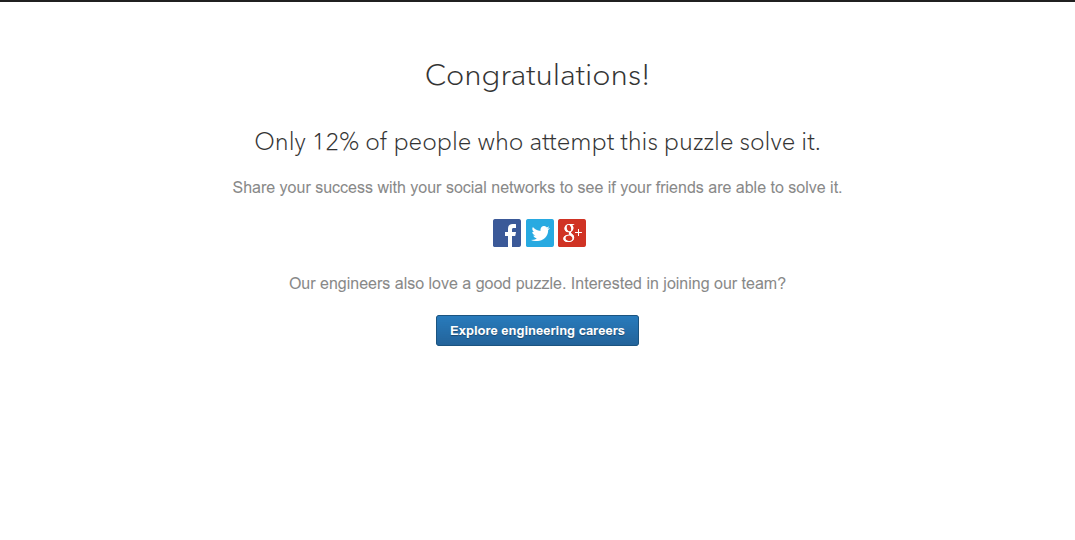 Congratulations!
Only 12% of people who attempt this puzzle solve it.
Share your success with your social networks to see if your friends are able to solve it.
f g+
Our engineers also love a good puzzle. Interested in joining our team?
Explore engineering careers